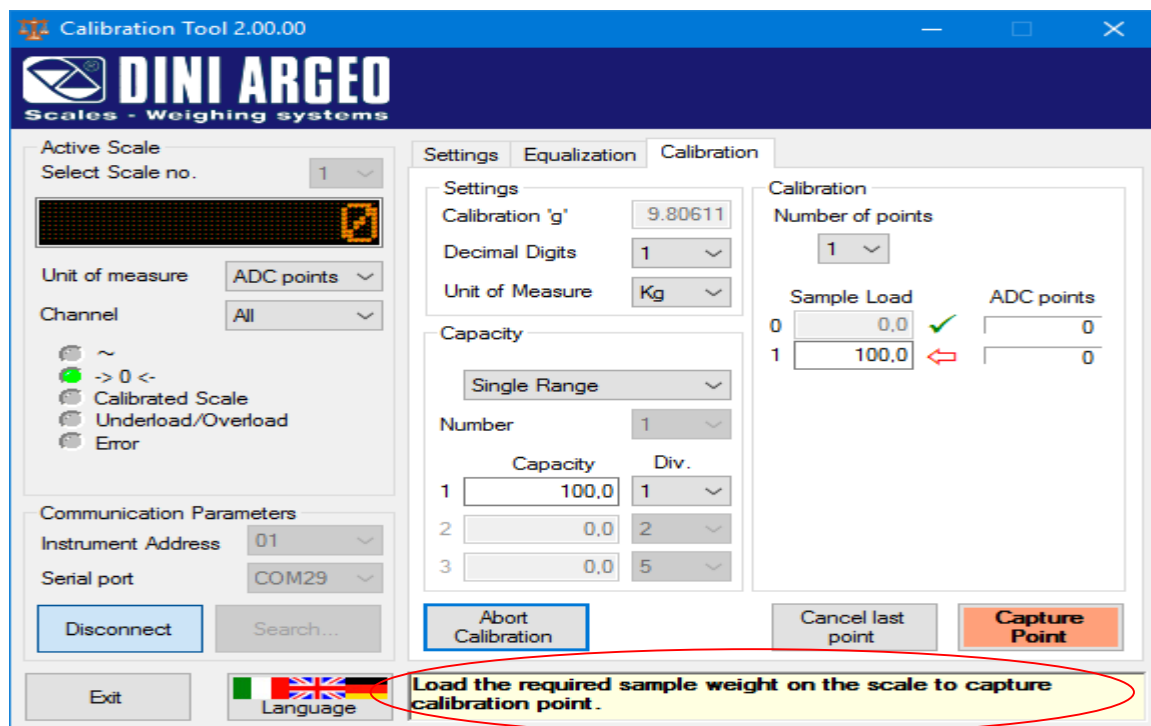 Calibration Tool 2.00.00
DINI ARGEO
Scales - Weighing systems
Active Scale
Select Scale no.
1
0
Unit of measure
ADC points
Channel
All
~
-> 0 <-
Calibrated Scale
Underload/Overload
Error
Communication Parameters
Instrument Address
01
Serial port
COM29
Disconnect
Search...
Exit
Language
Settings
Equalization
Calibration
Settings
Calibration 'g'
9.80611
Decimal Digits
1
Unit of Measure
Kg
Capacity
Single Range
Number
1
Capacity
Div.
1
100,0
1
2
0,0
2
3
0,0
5
Abort
Calibration
Calibration
Number of points
1
Sample Load
ADC points
0
0,0
0
1
100,0
0
Cancel last
point
Capture
Point
Load the required sample weight on the scale to capture
calibration point.